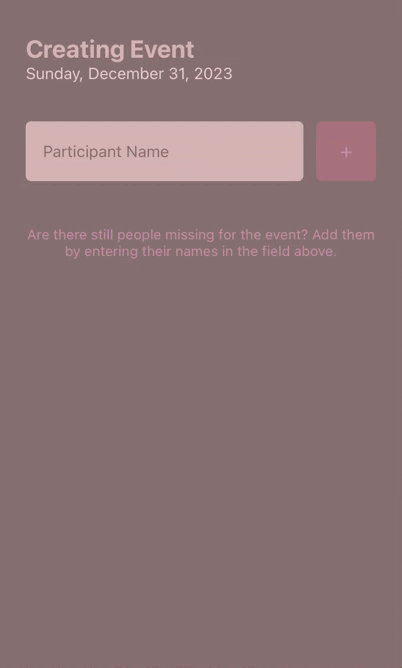 Creating Event
Sunday, December 31, 2023
Participant Name
+
Are there still people missing for the event? Add them
by entering their names in the field above.